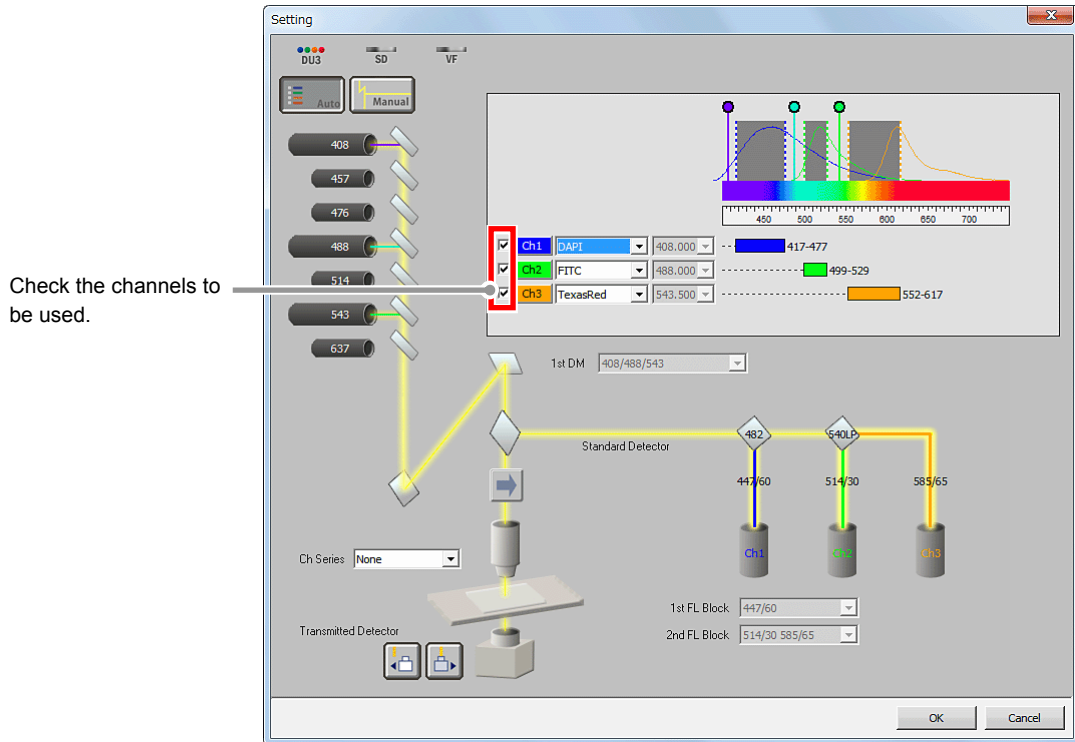 Setting
DU3 SD VF
Auto Manual
408
457
476
488
514
543
637
450 500 550 600 650 700
Ch1 DAPI 408.000 417-477
Ch2 FITC 488.000 499-529
Ch3 TexasRed 543.500 552-617
Check the channels to
be used.
1st DM 408/488/543
Standard Detector
482 540LP
447/60 514/30 585/65
Ch1 Ch2 Ch3
Ch Series None
1st FL Block 447/60
2nd FL Block 514/30 585/65
Transmitted Detector
OK Cancel